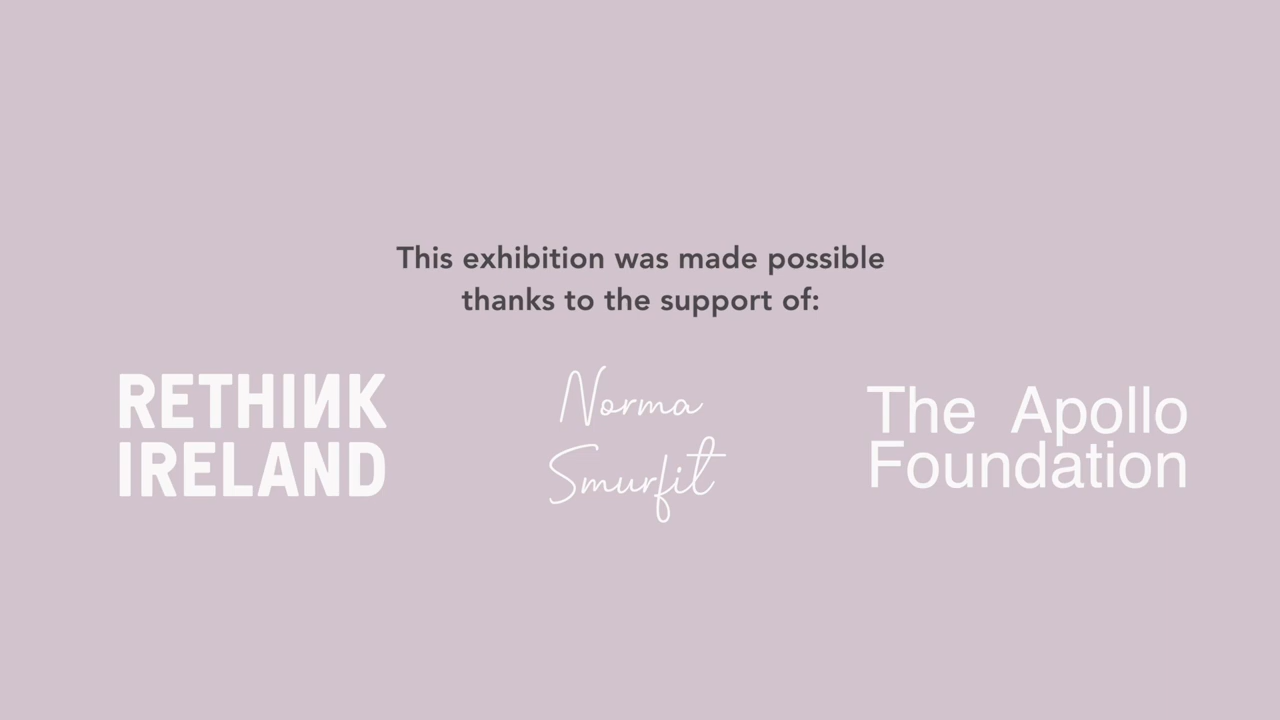 This exhibition was made possible
thanks to the support of:
RETHINK
IRELAND
Norma
Smurfit
The Apollo
Foundation